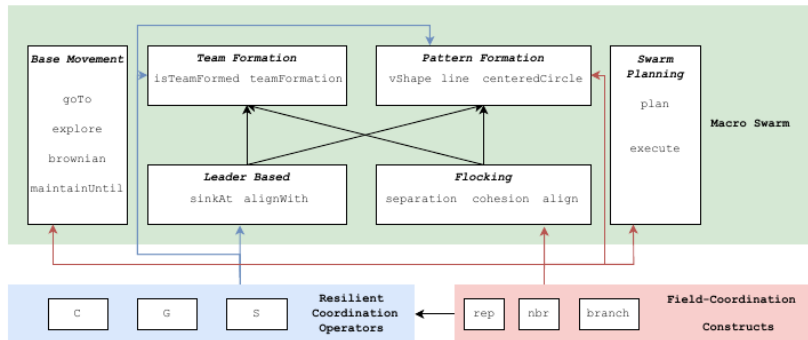 Base Movement
goTo
explore
brownian
maintainUntil
Team Formation
isTeamFormed teamFormation
Pattern Formation
vShape line centeredCircle
Swarm
Planning
plan
execute
Macro Swarm
Leader Based
sinkAt alignWith
Flocking
separation cohesion align
C
G
S
Resilient
Coordination
Operators
rep
nbr
branch
Field-Coordination
Constructs